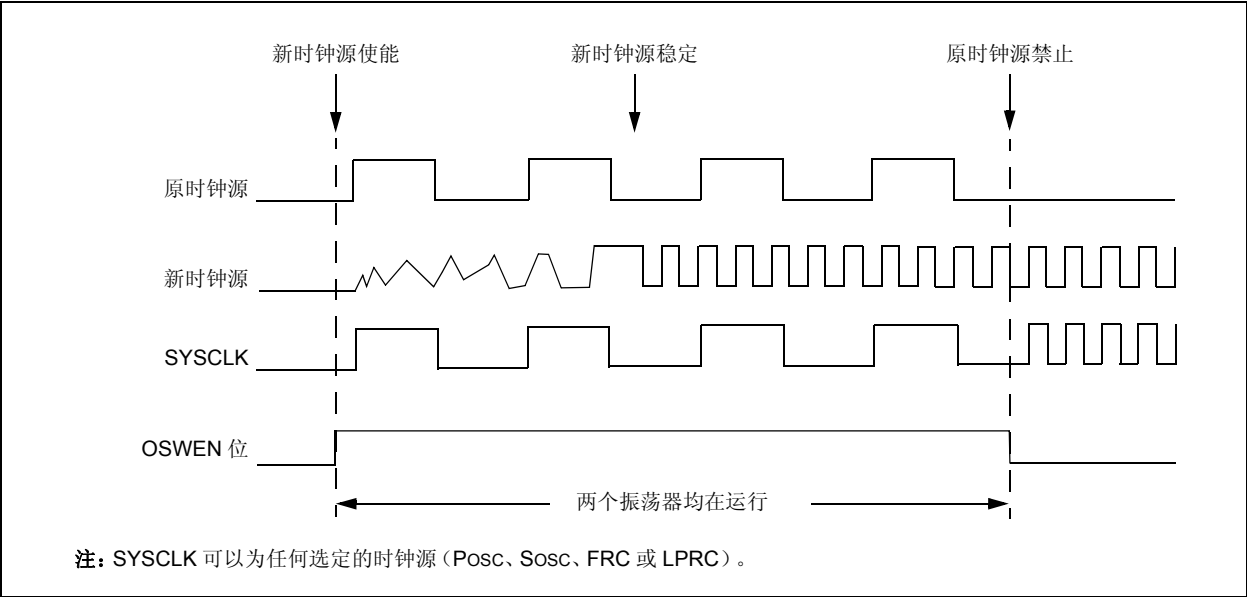 新时钟源使能
新时钟源稳定
原时钟源禁止
原时钟源
新时钟源
SYSCLK
OSWEN 位
两个振荡器均在运行
注: SYSCLK 可以为任何选定的时钟源（Posc、Sosc、FRC 或 LPRC）。